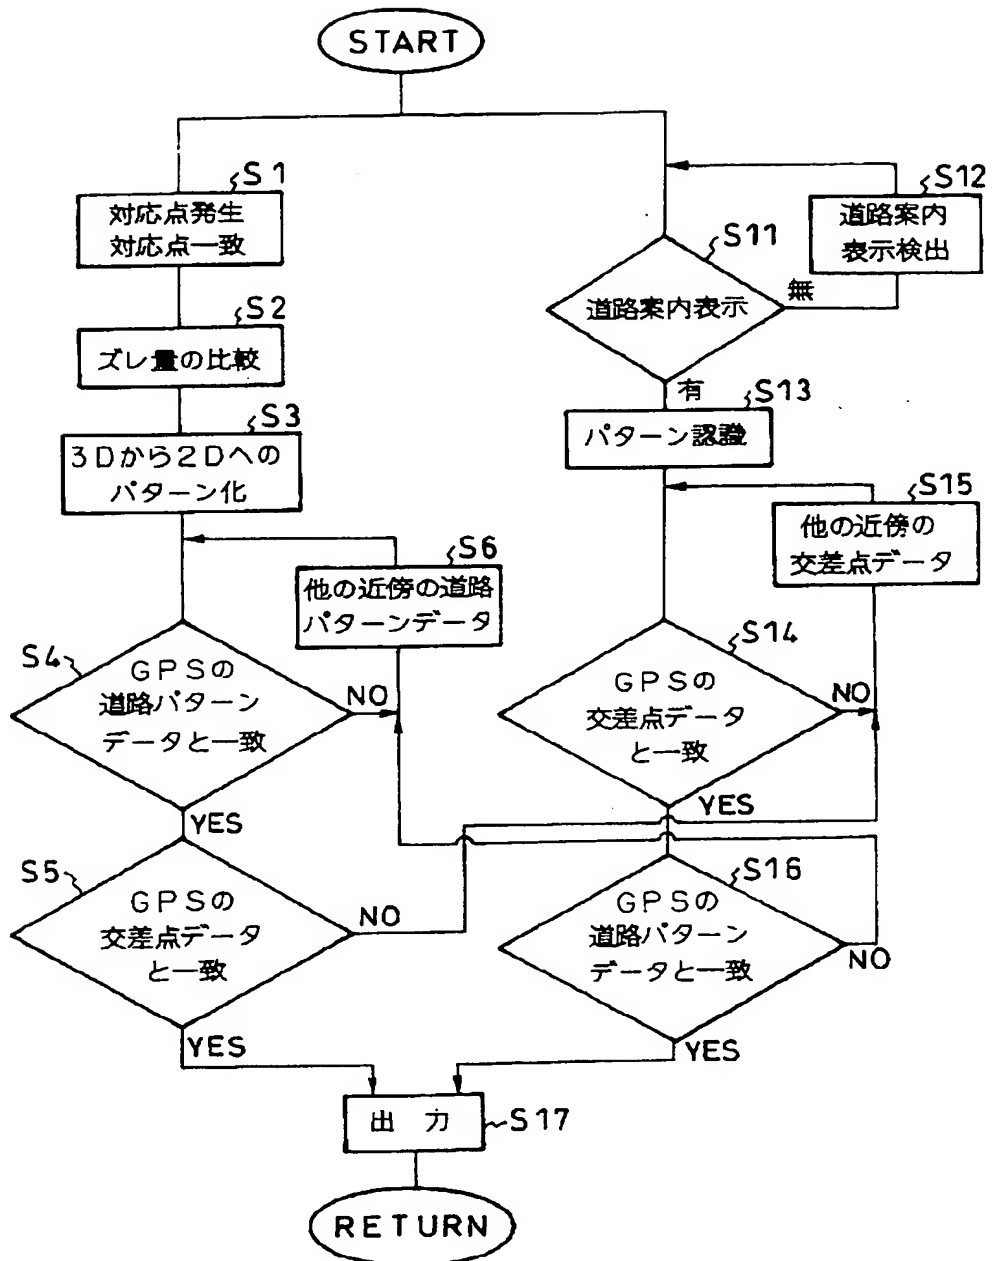 START
S1
対応点発生
対応点一致
S2
ズレ量の比較
S3
3Dから2Dへの
パターン化
S6
他の近傍の道路
パターンデータ
S4
GPSの
道路パターン
データと一致
NO
YES
S5
GPSの
交差点データ
と一致
NO
YES
S12
道路案内
表示検出
S11
道路案内表示
無
有
S13
パターン認識
S15
他の近傍の
交差点データ
S14
GPSの
交差点データ
と一致
NO
YES
S16
GPSの
道路パターン
データと一致
NO
YES
出力
S17
RETURN